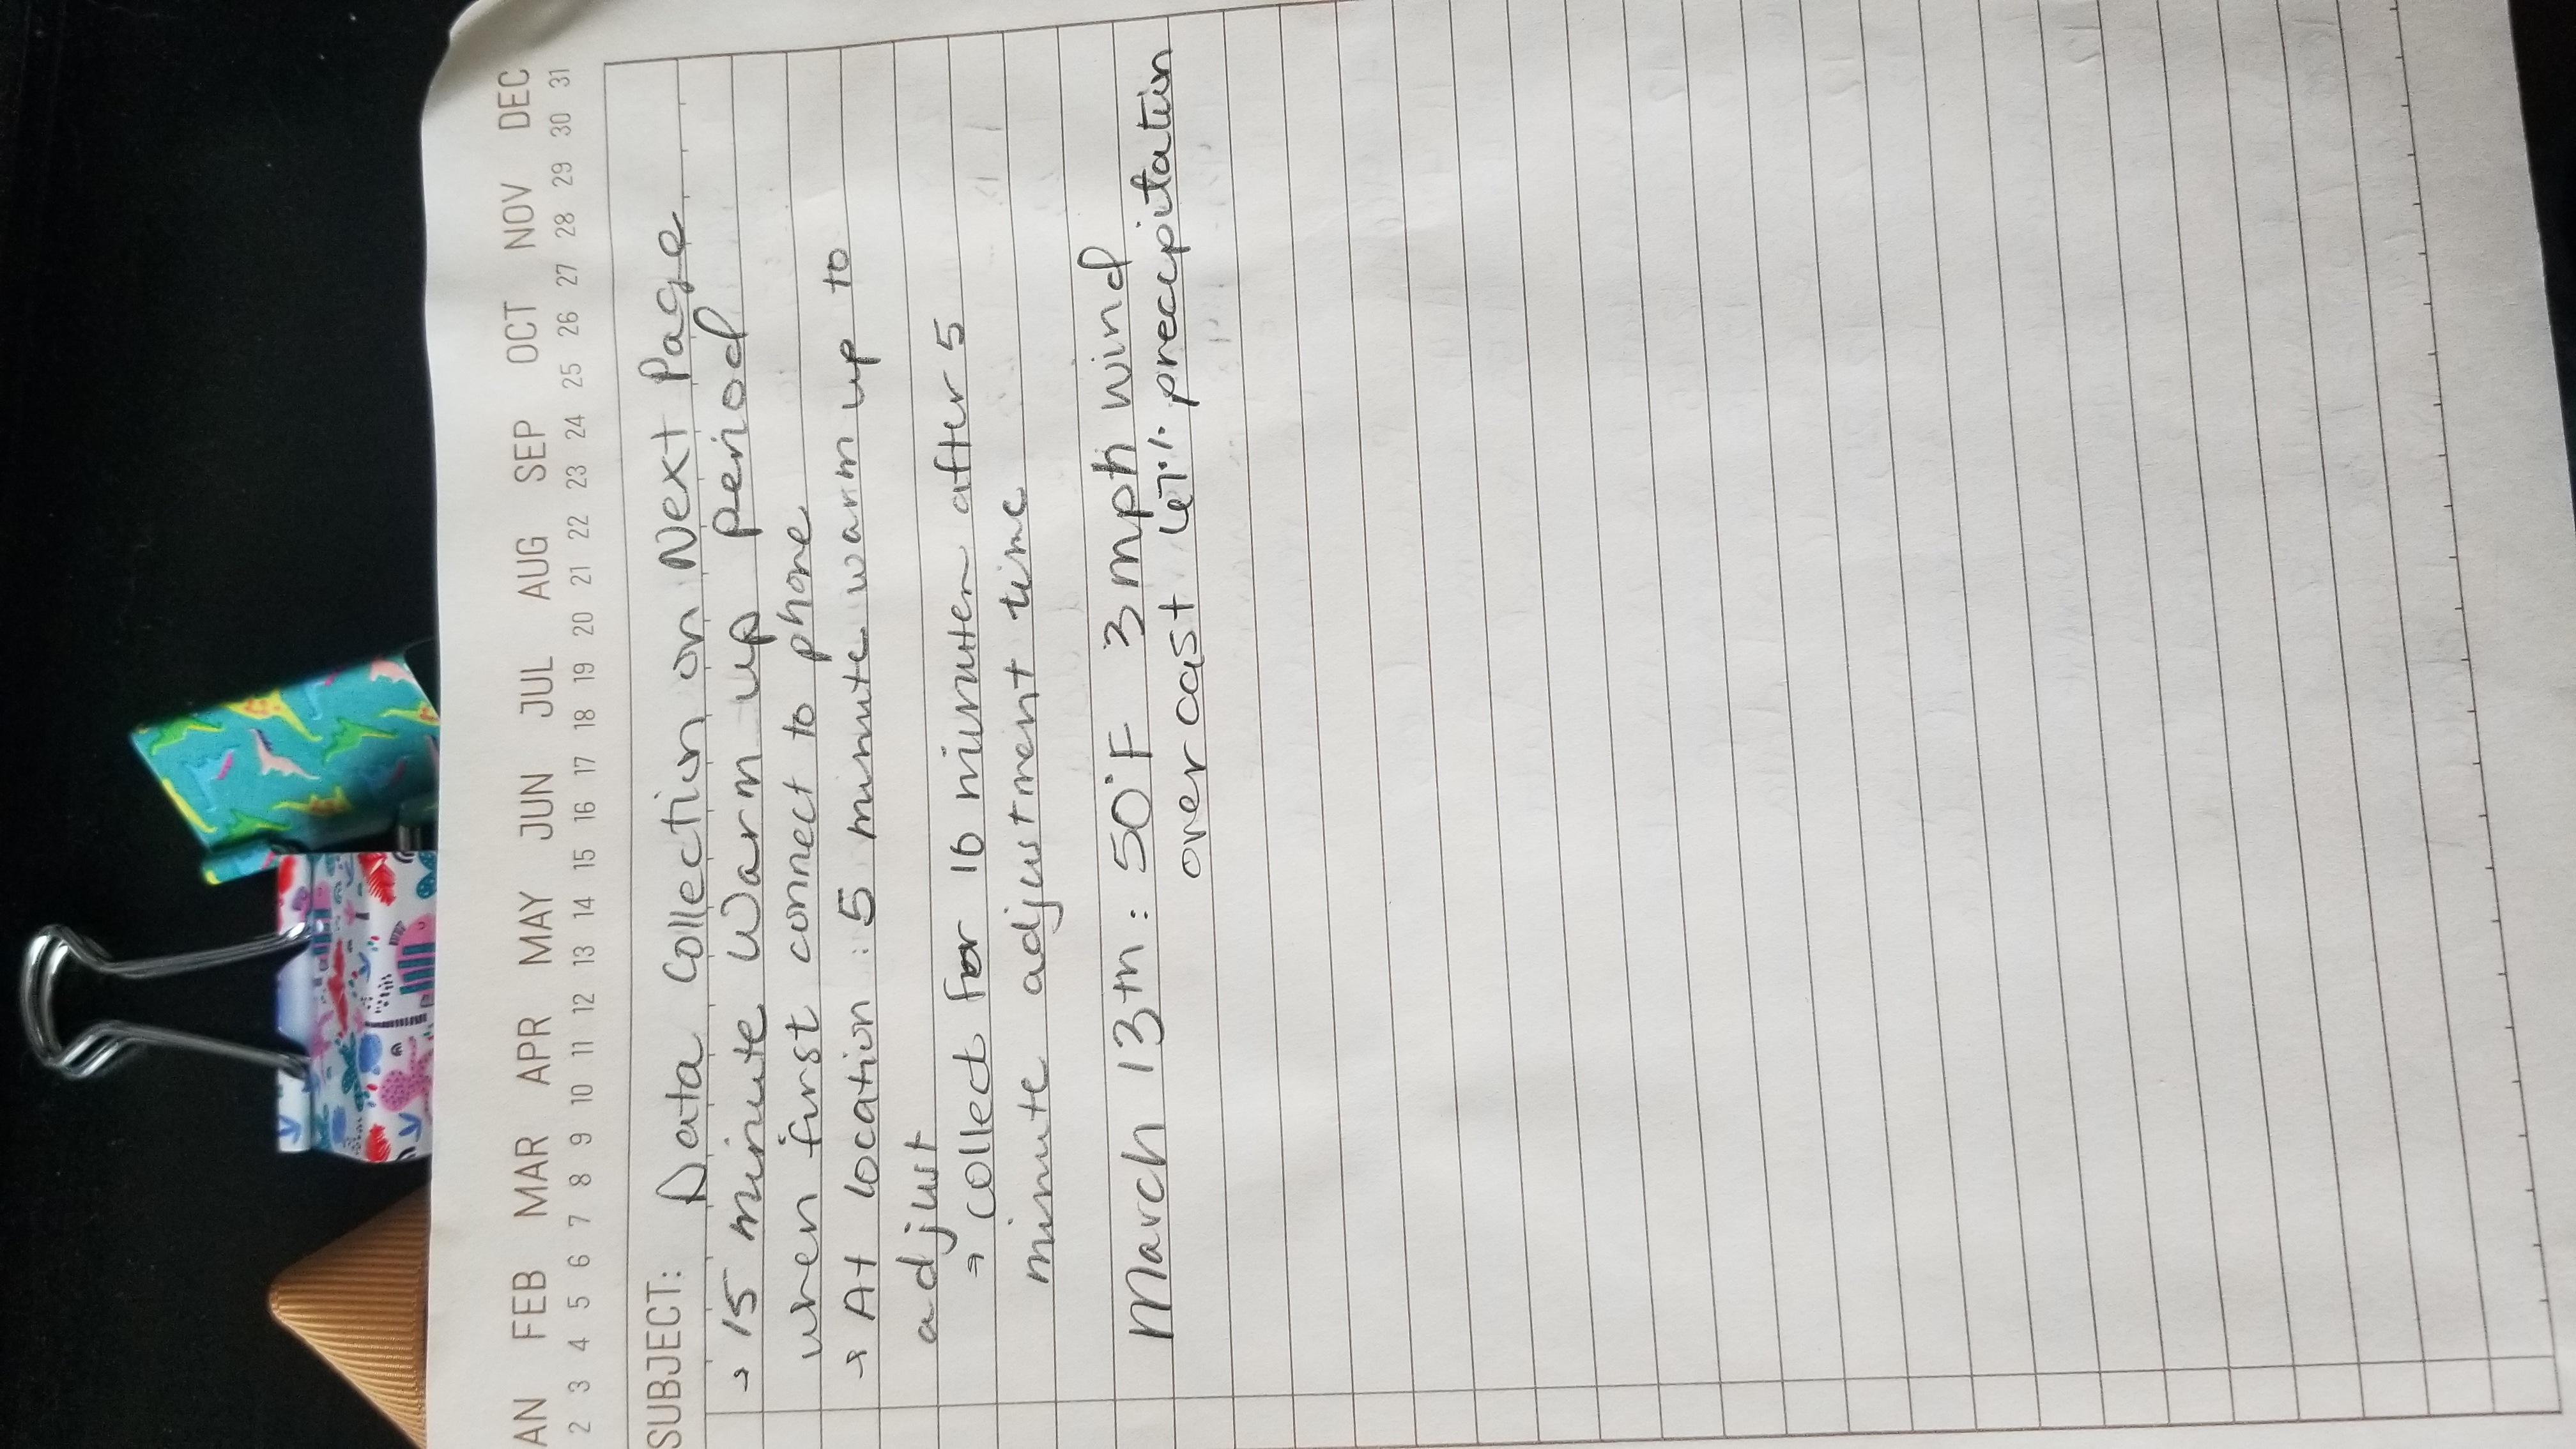 AN FEB MAR APR MAY JUN JUL AUG SEP OCT NOV DEC
2 3 4 5 6 7 8 9 10 11 12 13 14 15 16 17 18 19 20 21 22 23 24 25 26 27 28 29 30 31
SUBJECT: Data Collection on Next Page
→ 15 minute Warm up period
when first connect to phone
→ At location : 5 minute warm up to
adjust
→ collect for 10 minutes after 5
minute adjustment time
March 13th : 50°F 3 mph wind
overcast 67% precipitation